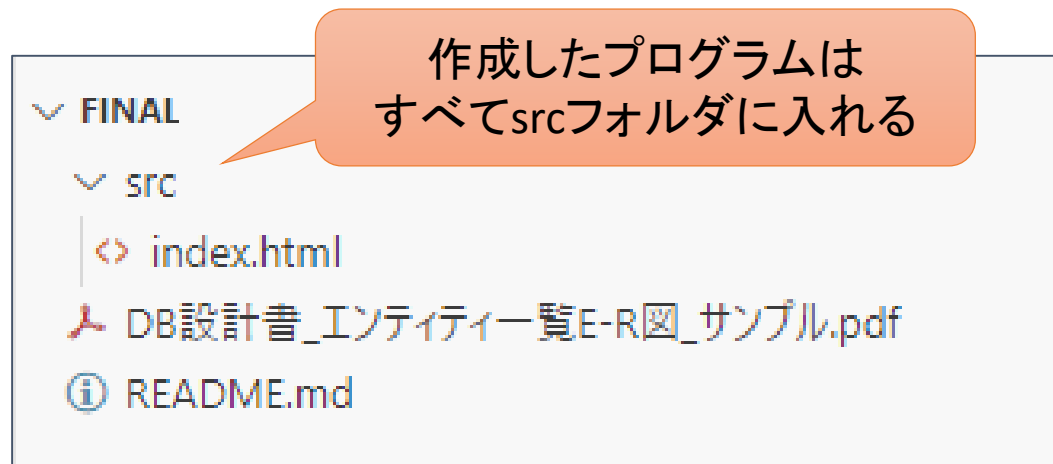 作成したプログラムは
すべてsrcフォルダに入れる
FINAL
src
index.html
DB設計書_エンティティ一覧E-R図_サンプル.pdf
README.md